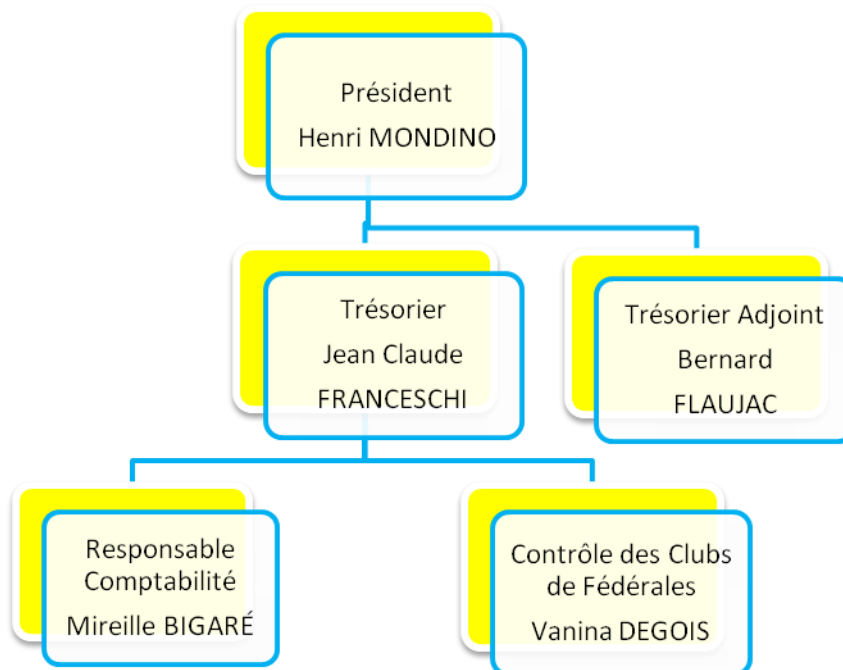 Président
Henri MONDINO
Trésorier
Jean Claude
FRANCESCHI
Trésorier Adjoint
Bernard
FLAUJAC
Responsable
Comptabilité
Mireille BIGARÉ
Contrôle des Clubs
de Fédérales
Vanina DEGOIS